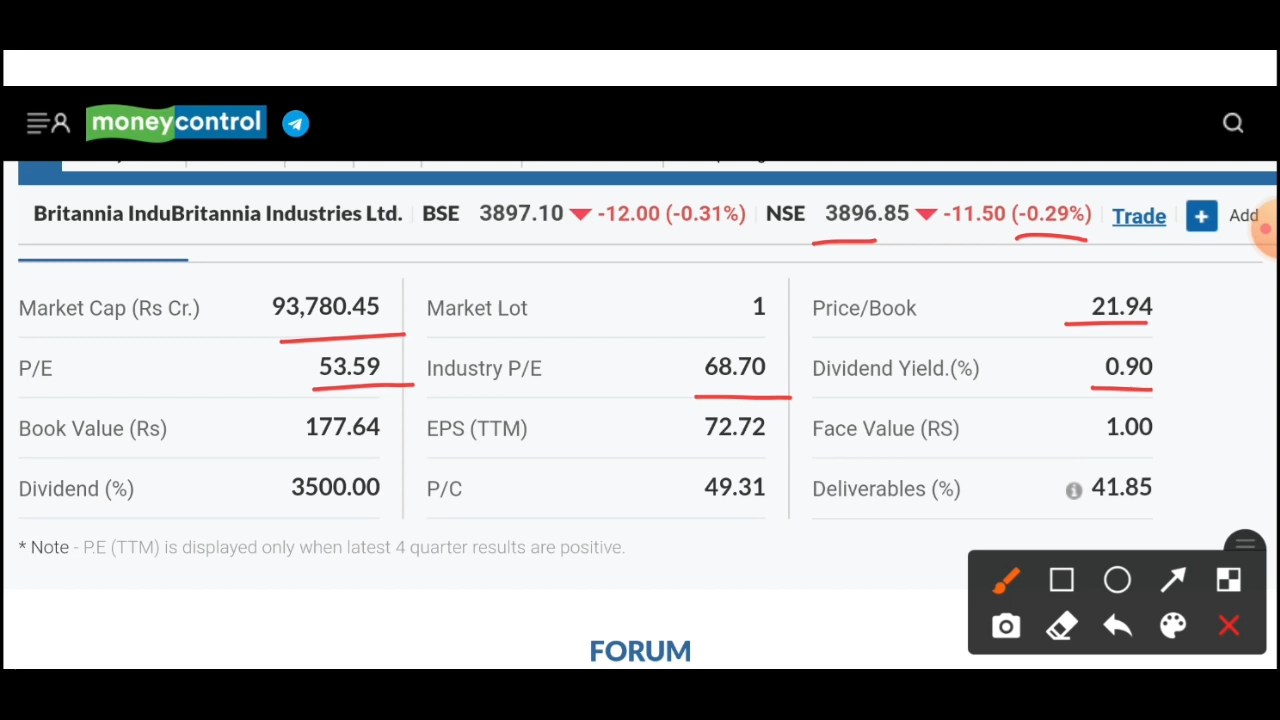 moneycontrol
Britannia InduBritannia Industries Ltd. BSE 3897.10 -12.00 (-0.31%) NSE 3896.85 -11.50 (-0.29%) Trade + Add
Market Cap (Rs Cr.) 93,780.45 Market Lot 1 Price/Book 21.94
P/E 53.59 Industry P/E 68.70 Dividend Yield.(%) 0.90
Book Value (Rs) 177.64 EPS (TTM) 72.72 Face Value (RS) 1.00
Dividend (%) 3500.00 P/C 49.31 Deliverables (%) i 41.85
* Note - P.E (TTM) is displayed only when latest 4 quarter results are positive.
FORUM